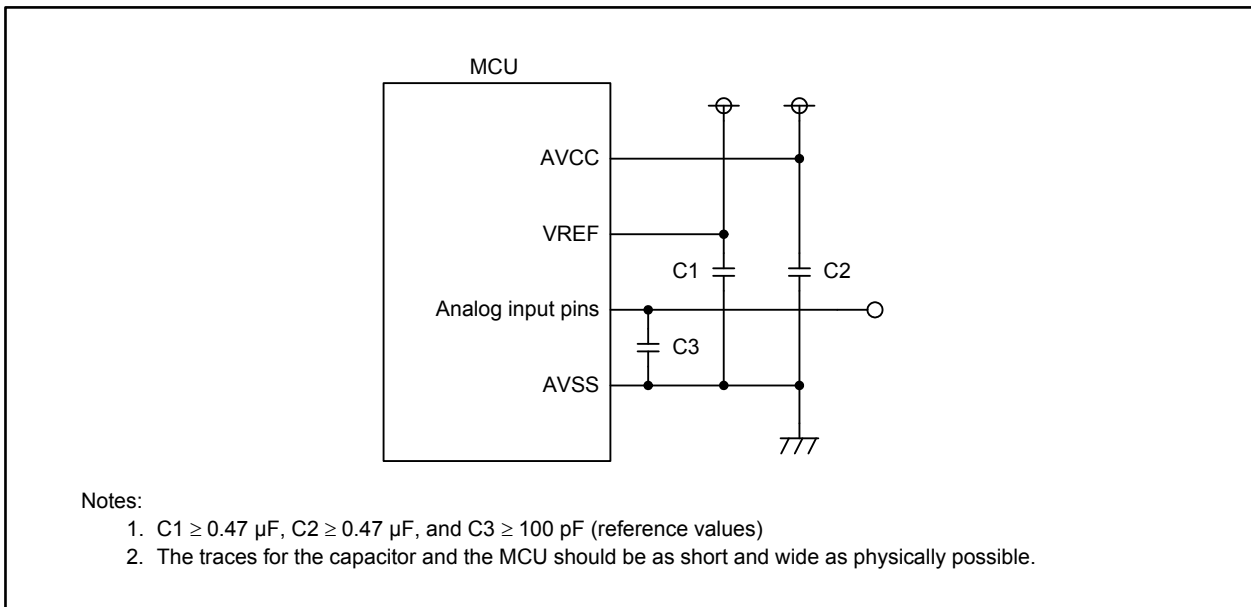 MCU
AVCC
VREF
C1
C2
Analog input pins
C3
AVSS
Notes:
1. C1 ≥ 0.47 µF, C2 ≥ 0.47 µF, and C3 ≥ 100 pF (reference values)
2. The traces for the capacitor and the MCU should be as short and wide as physically possible.